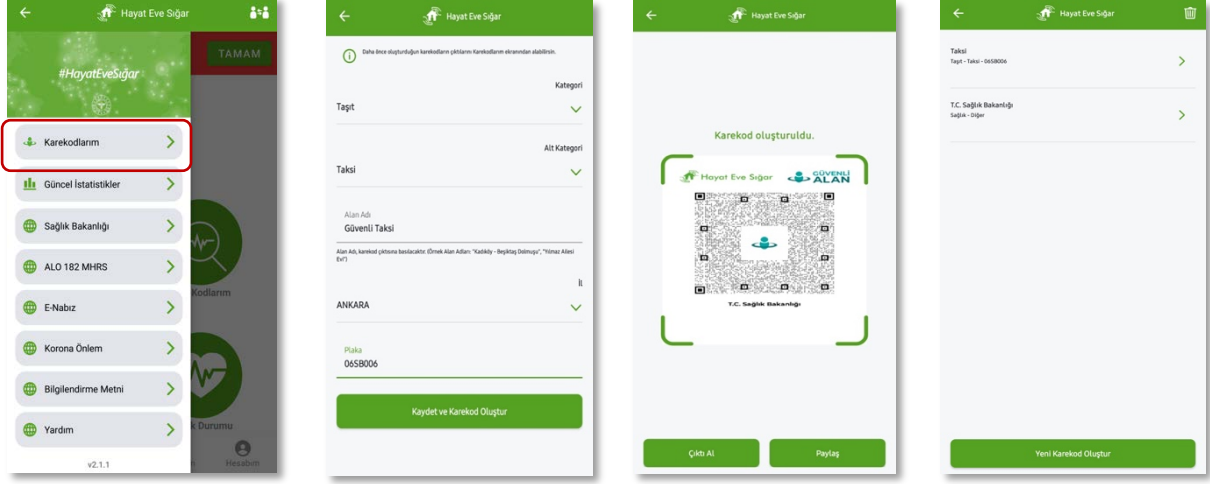 Hayat Eve Sığar
TAMAM
#HayatEveSığar
Karekodlarım
Güncel İstatistikler
Sağlık Bakanlığı
ALO 182 MHRS
Kodlarım
E-Nabız
Korona Önlem
Bilgilendirme Metni
k Durumu
Yardım
Hesabım
v2.1.1
Hayat Eve Sığar
Daha önce oluşturduğun karekodların çıktılarını Karekodlarım ekranından alabilirsin.
Kategori
Taşıt
Alt Kategori
Taksi
Alan Adı
Güvenli Taksi
Alan Adı, karekod çıktısına basılacaktır. (Örnek Alan Adları: "Kadıköy - Beşiktaş Dolmuşu", "Yılmaz Ailesi
Evi")
İl
ANKARA
Plaka
06SB006
Kaydet ve Karekod Oluştur
Hayat Eve Sığar
Karekod oluşturuldu.
Hayat Eve Sığar
GÜVENLİ
ALAN
T.C. Sağlık Bakanlığı
Çıktı Al
Paylaş
Hayat Eve Sığar
Taksi
Taşıt - Taksi - 06SB006
T.C. Sağlık Bakanlığı
Sağlık - Diğer
Yeni Karekod Oluştur